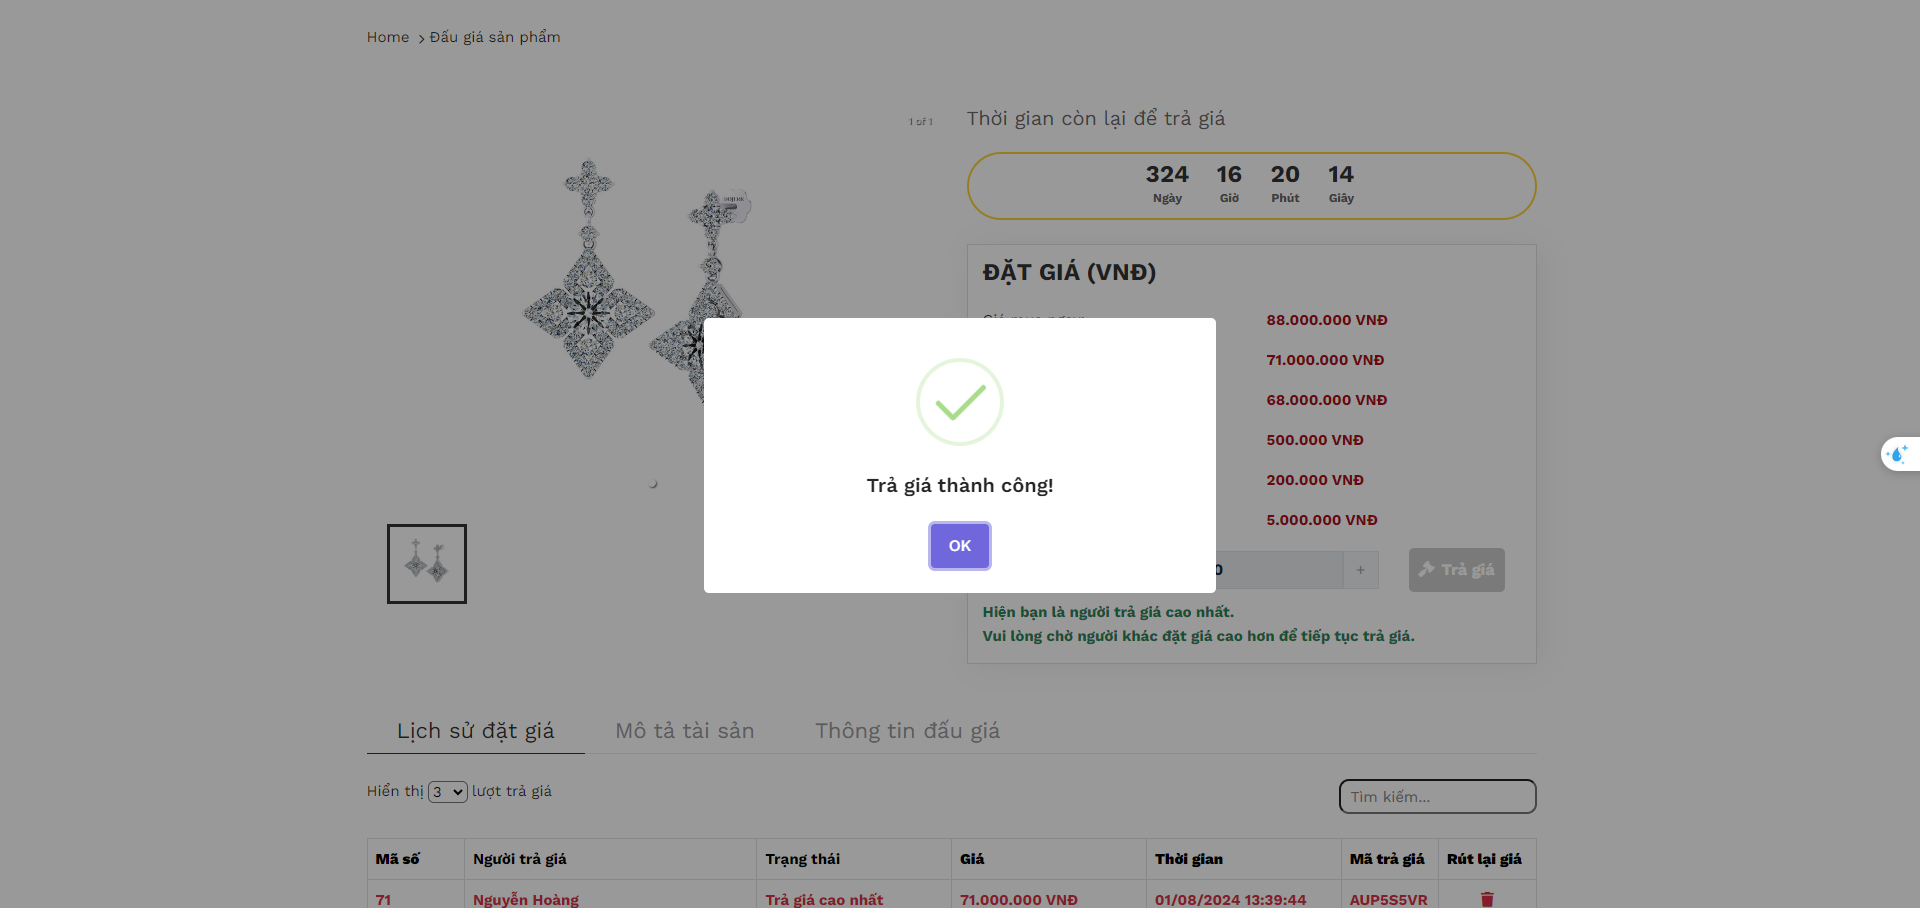 Home > Đấu giá sản phẩm
1 of 1
Thời gian còn lại để trả giá
324 16 20 14
Ngày Giờ Phút Giây
ĐẶT GIÁ (VNĐ)
88.000.000 VNĐ
71.000.000 VNĐ
68.000.000 VNĐ
500.000 VNĐ
200.000 VNĐ
5.000.000 VNĐ
Trả giá thành công!
OK
0 + Trả giá
Hiện bạn là người trả giá cao nhất.
Vui lòng chờ người khác đặt giá cao hơn để tiếp tục trả giá.
Lịch sử đặt giá Mô tả tài sản Thông tin đấu giá
Hiển thị 3 lượt trả giá
Tìm kiếm...
Mã số Người trả giá Trạng thái Giá Thời gian Mã trả giá Rút lại giá
71 Nguyễn Hoàng Trả giá cao nhất 71.000.000 VNĐ 01/08/2024 13:39:44 AUP5S5VR